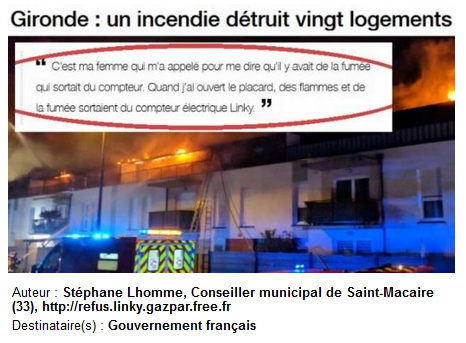 Gironde : un incendie détruit vingt logements
“ C'est ma femme qui m'a appelé pour me dire qu'il y avait de la fumée
qui sortait du compteur. Quand j'ai ouvert le placard, des flammes et de
la fumée sortaient du compteur électrique Linky. ”
Auteur : Stéphane Lhomme, Conseiller municipal de Saint-Macaire
(33), http://refus.linky.gazpar.free.fr
Destinataire(s) : Gouvernement français